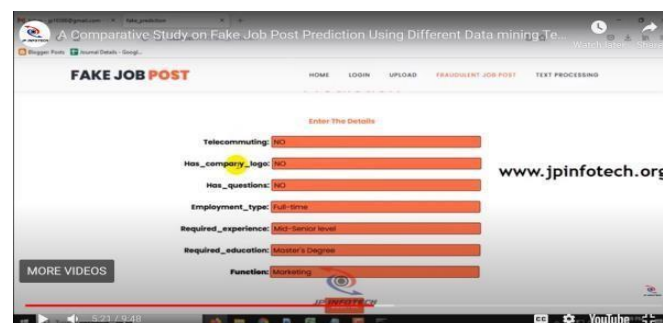 A Comparative Study on Fake Job Post Prediction Using Different Data mining Te...
Watch later Share
Blogger Posts Journal Details - Googl...
FAKE JOB POST
HOME LOGIN UPLOAD FRAUDULENT JOB POST TEXT PROCESSING
Enter The Details
Telecommuting: NO
Has_company_logo: NO
www.jpinfotech.org
Has_questions: NO
Employment_type: Full-time
Required_experience: Mid-Senior level
Required_education: Master's Degree
MORE VIDEOS
Function: Marketing
JP INFOTECH
5:21 / 9:48
CC YouTube